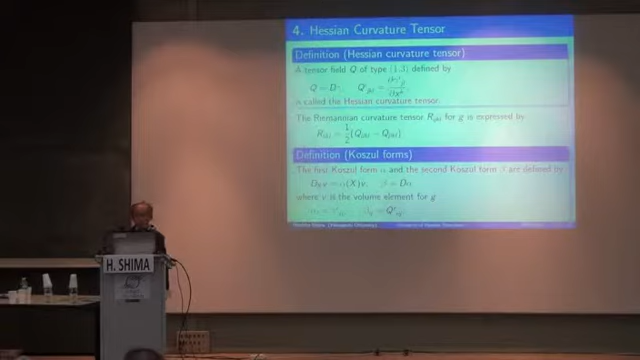 4. Hessian Curvature Tensor
Definition (Hessian curvature tensor)
A tensor field Q of type (1,3) defined by
Q = Dγ,
is called the Hessian curvature tensor.
The Riemannian curvature tensor for g is expressed by
Definition (Koszul forms)
The first Koszul form α and the second Koszul form β are defined by
D_X v = α(X)v, β = Dα
where v is the volume element for g
H. SHIMA